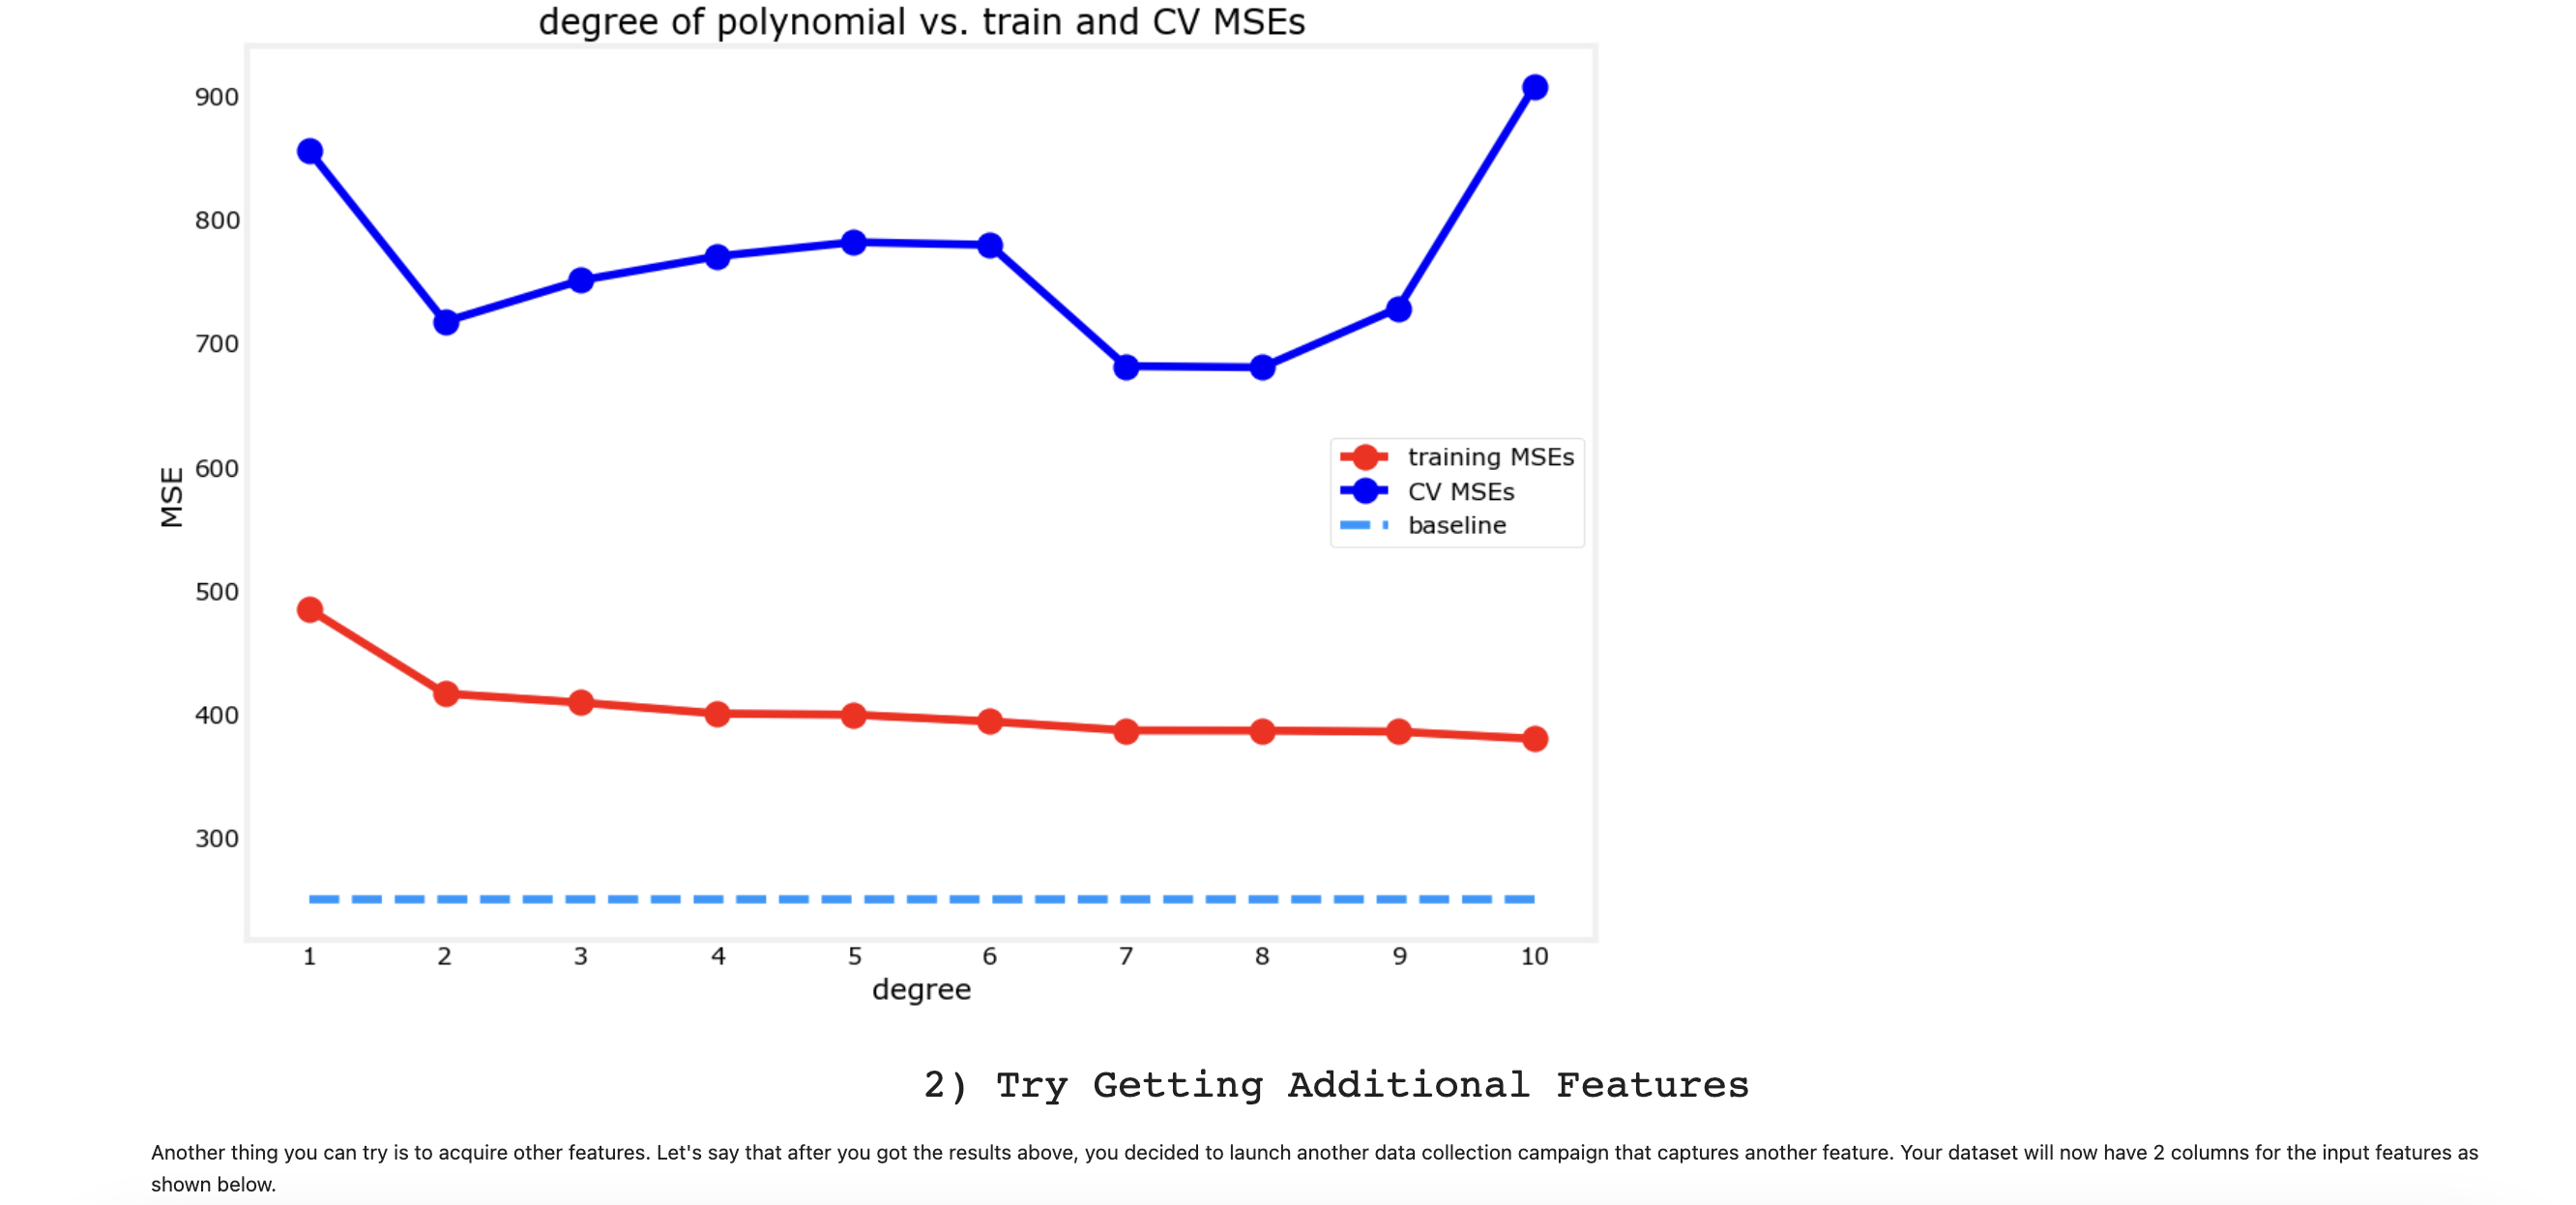 degree of polynomial vs. train and CV MSEs
900
800
700
600
500
400
300
MSE
training MSEs
CV MSEs
baseline
1 2 3 4 5 6 7 8 9 10
degree
2) Try Getting Additional Features
Another thing you can try is to acquire other features. Let's say that after you got the results above, you decided to launch another data collection campaign that captures another feature. Your dataset will now have 2 columns for the input features as
shown below.